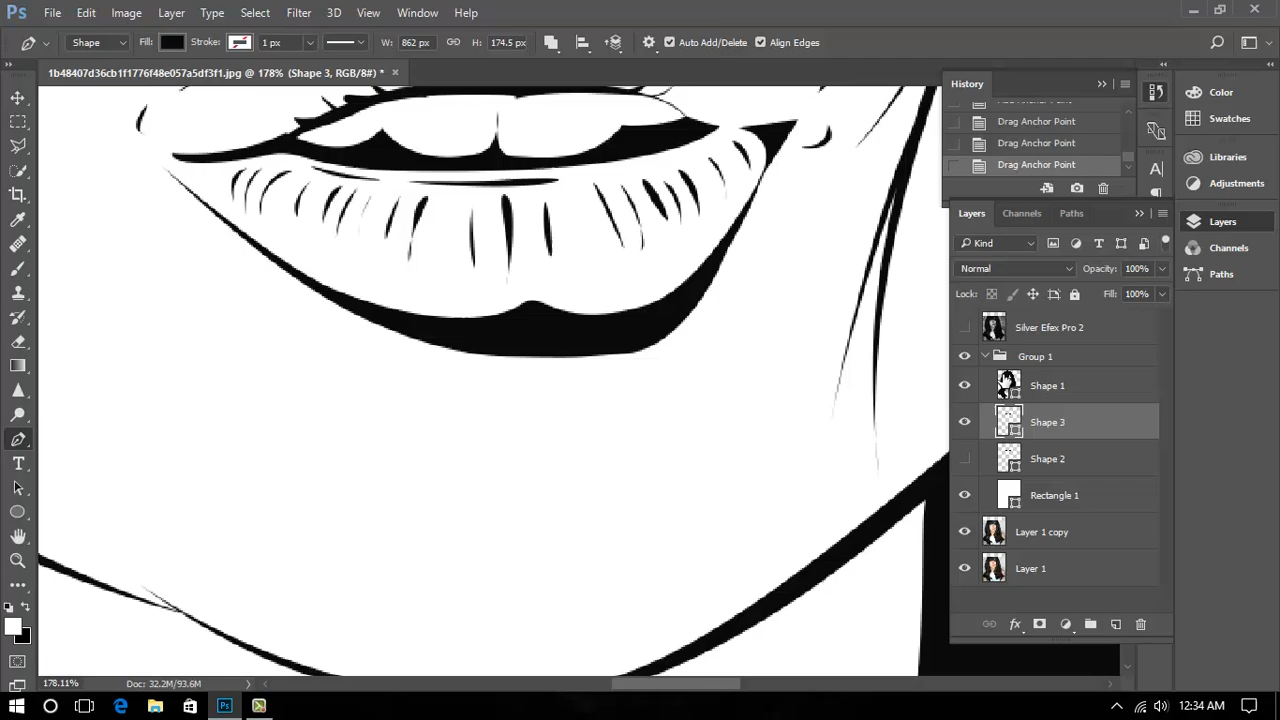 Ps File Edit Image Layer Type Select Filter 3D View Window Help
Shape Fill: Stroke: 1 px W: 862 px H: 174.5 px Auto Add/Delete Align Edges
1b48407d36cb1f1776f48e057a5df3f1.jpg @ 178% (Shape 3, RGB/8#) * ×
History
Drag Anchor Point
Drag Anchor Point
Drag Anchor Point
Color
Swatches
Libraries
Adjustments
Layers
Channels
Paths
Layers Channels Paths
Kind
Normal Opacity: 100%
Lock: Fill: 100%
Silver Efex Pro 2
Group 1
Shape 1
Shape 3
Shape 2
Rectangle 1
Layer 1 copy
Layer 1
fx
178.11% Doc: 32.2M/93.6M
Ps 12:34 AM